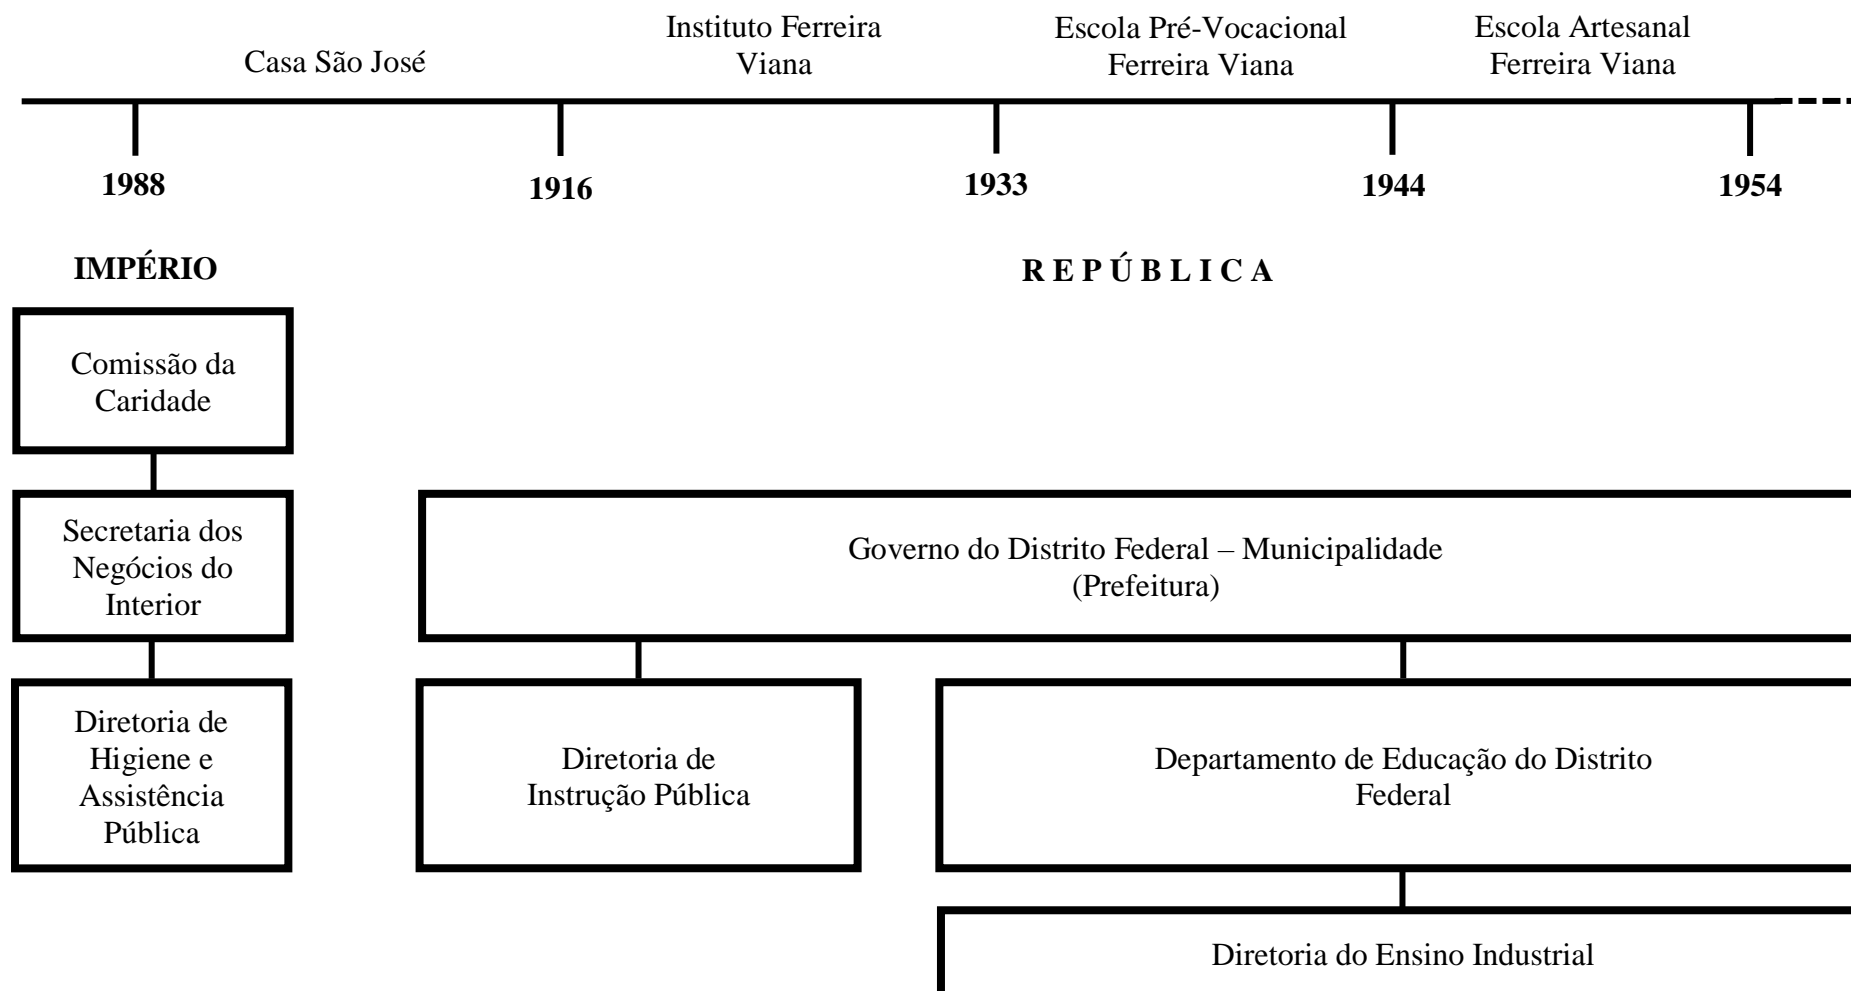 Casa São José
Instituto Ferreira
Viana
Escola Pré-Vocacional
Ferreira Viana
Escola Artesanal
Ferreira Viana
1988
1916
1933
1944
1954
IMPÉRIO
R E P Ú B L I C A
Comissão da
Caridade
Secretaria dos
Negócios do
Interior
Governo do Distrito Federal – Municipalidade
(Prefeitura)
Diretoria de
Higiene e
Assistência
Pública
Diretoria de
Instrução Pública
Departamento de Educação do Distrito
Federal
Diretoria do Ensino Industrial